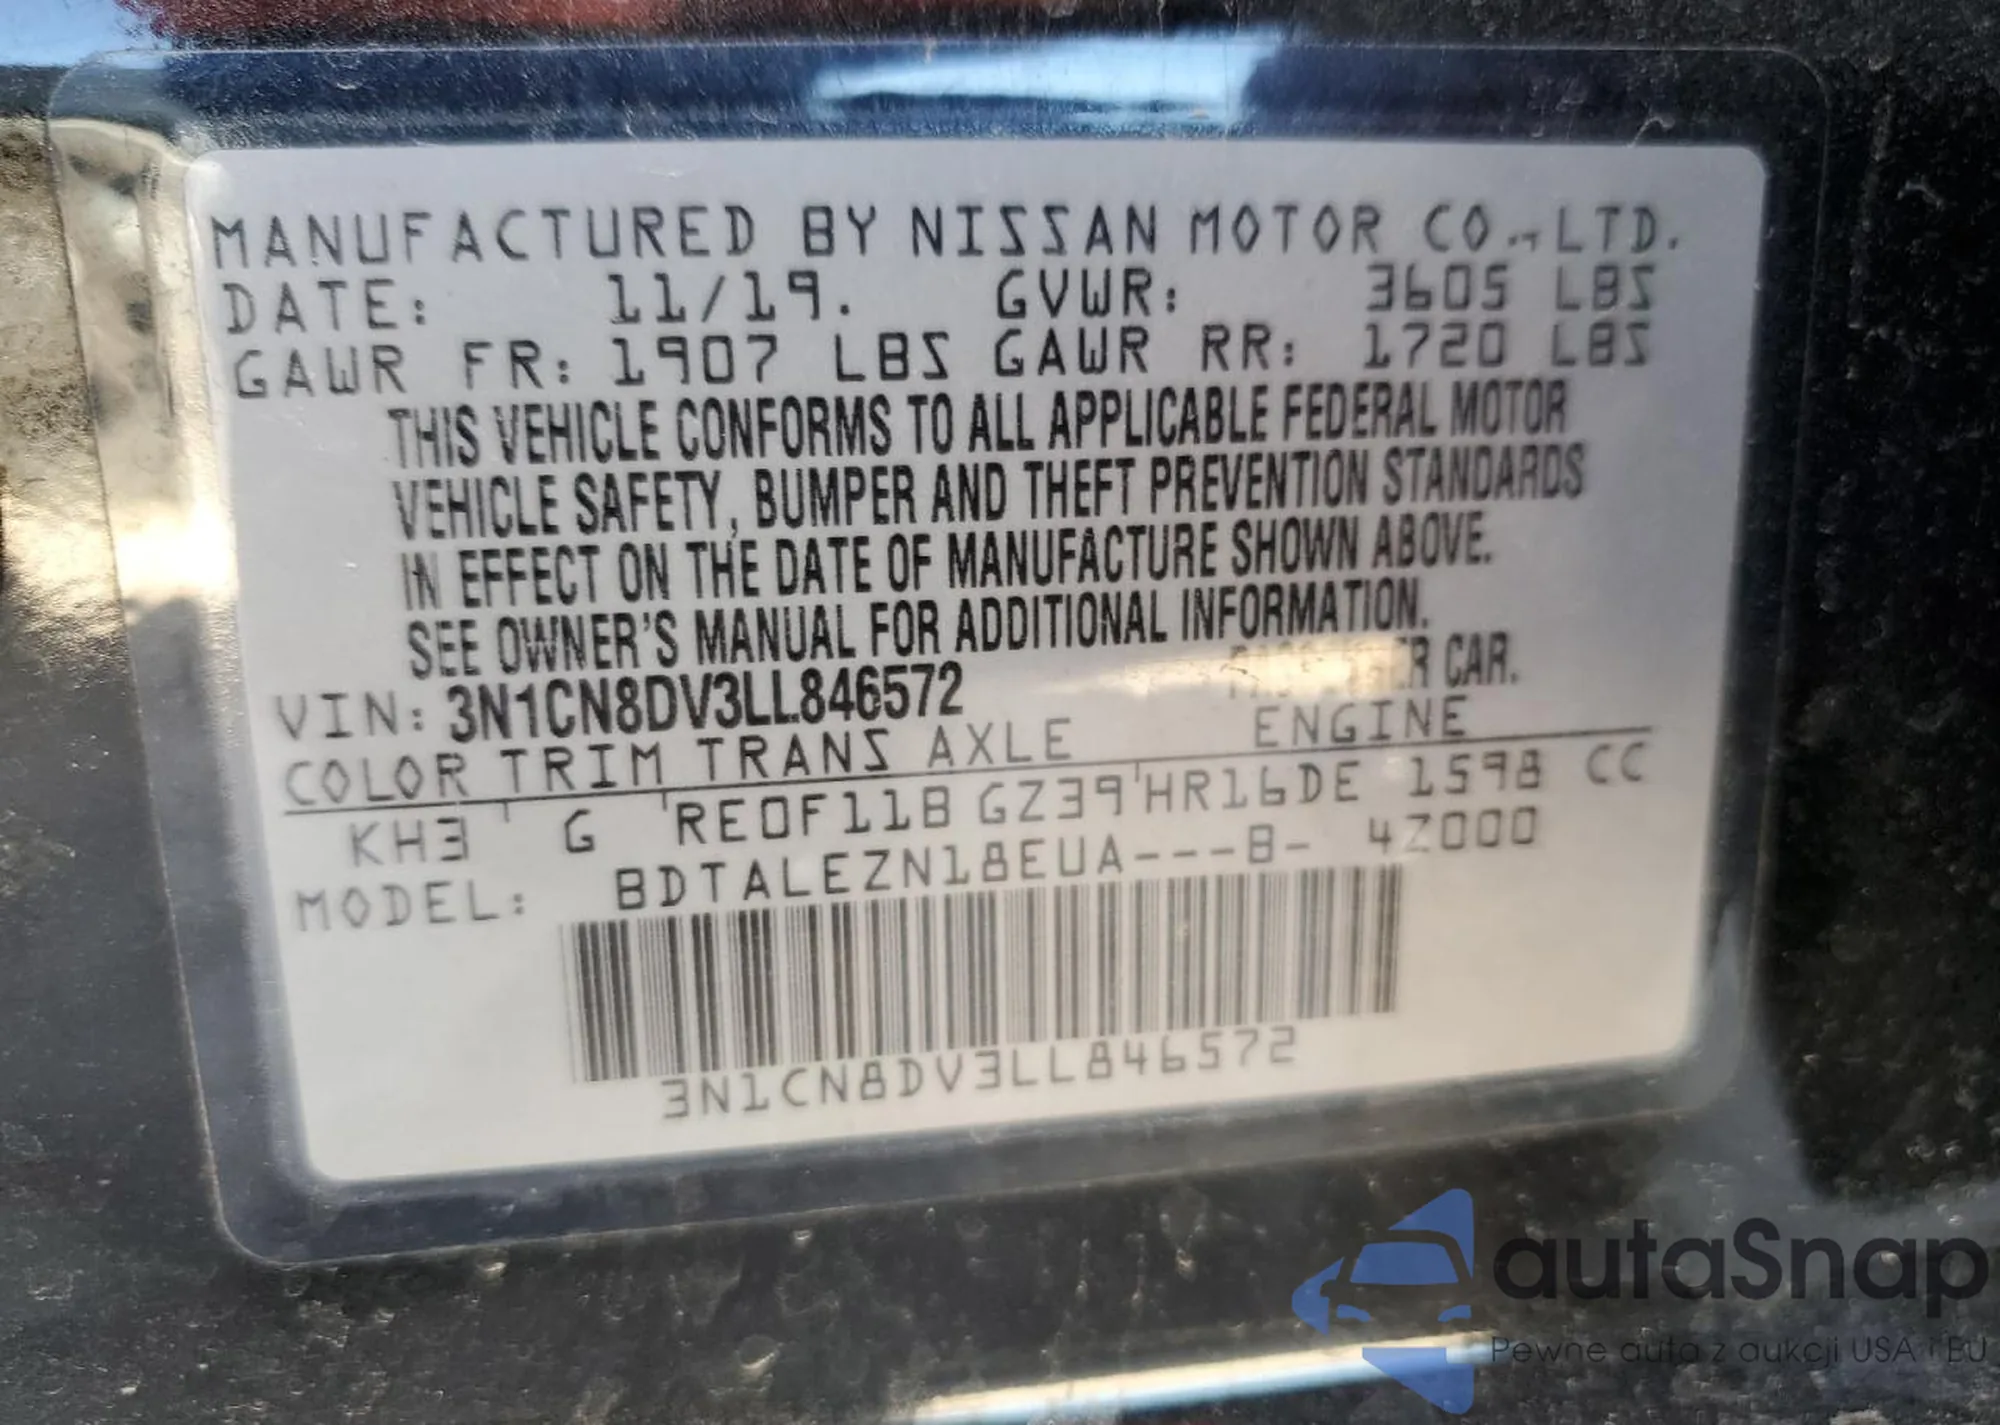 MANUFACTURED BY NISSAN MOTOR CO., LTD.
DATE: 11/19. GVWR: 3605 LBS
GAWR FR: 1907 LBS GAWR RR: 1720 LBS
THIS VEHICLE CONFORMS TO ALL APPLICABLE FEDERAL MOTOR
VEHICLE SAFETY, BUMPER AND THEFT PREVENTION STANDARDS
IN EFFECT ON THE DATE OF MANUFACTURE SHOWN ABOVE.
SEE OWNER'S MANUAL FOR ADDITIONAL INFORMATION.
PASSENGER CAR.
VIN: 3N1CN8DV3LL846572
COLOR TRIM TRANS AXLE ENGINE
KH3 G RE0F11B GZ39 HR16DE 1598 CC
MODEL: BDTALEZN18EUA---B- 4Z000
3N1CN8DV3LL846572
autaSnap
Pewne auta z aukcji USA i EU